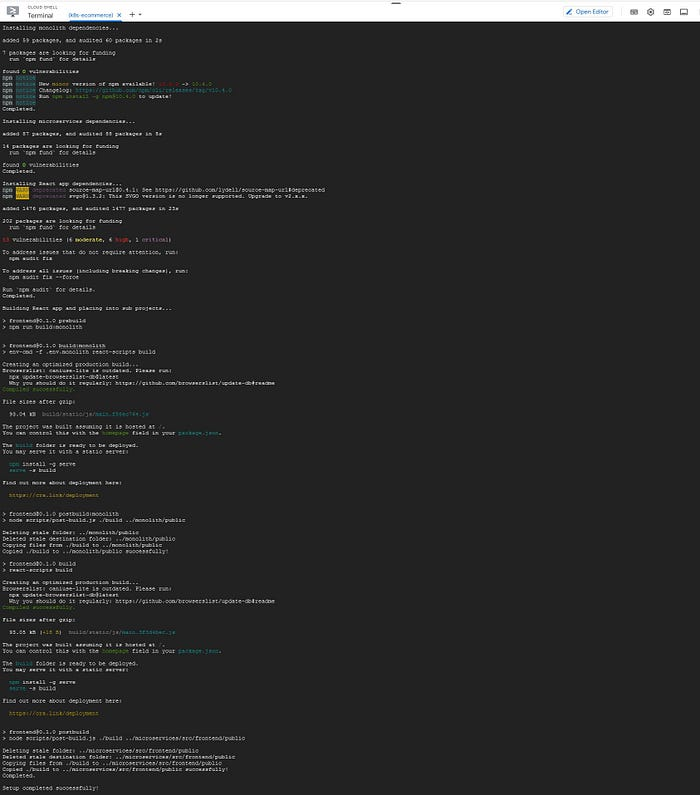 CLOUD SHELL
Terminal
(k8s-ecommerce)
Open Editor
Installing monolith dependencies...
added 59 packages, and audited 60 packages in 2s
7 packages are looking for funding
run `npm fund` for details
found 0 vulnerabilities
npm notice
npm notice New minor version of npm available! -> 10.4.0
npm notice Changelog: https://github.com/npm/cli/releases/tag/v10.4.0
npm notice Run npm install -g npm@10.4.0 to update!
npm notice
Completed.
Installing microservices dependencies...
added 87 packages, and audited 88 packages in 5s
14 packages are looking for funding
run `npm fund` for details
found 0 vulnerabilities
Completed.
Installing React app dependencies...
npm WARN deprecated source-map-url@0.4.1: See https://github.com/lydell/source-map-url#deprecated
npm WARN deprecated svgo@1.3.2: This SVGO version is no longer supported. Upgrade to v2.x.x.
added 1476 packages, and audited 1477 packages in 23s
202 packages are looking for funding
run `npm fund` for details
13 vulnerabilities (6 moderate, 6 high, 1 critical)
To address issues that do not require attention, run:
npm audit fix
To address all issues (including breaking changes), run:
npm audit fix --force
Run `npm audit` for details.
Completed.
Building React app and placing into sub projects...
> frontend@0.1.0 prebuild
> npm run build:monolith
> frontend@0.1.0 build:monolith
> env-cmd -f .env.monolith react-scripts build
Creating an optimized production build...
Browserslist: caniuse-lite is outdated. Please run:
npx update-browserslist-db@latest
Why you should do it regularly: https://github.com/browserslist/update-db#readme
Compiled successfully.
File sizes after gzip:
93.04 kB build/static/js/
The project was built assuming it is hosted at /.
You can control this with the homepage field in your package.json.
The build folder is ready to be deployed.
You may serve it with a static server:
npm install -g serve
serve -s build
Find out more about deployment here:
https://cra.link/deployment
> frontend@0.1.0 postbuild:monolith
> node scripts/post-build.js ./build ../monolith/public
Deleting stale folder: ../monolith/public
Deleted stale destination folder: ../monolith/public
Copying files from ./build to ../monolith/public
Copied ./build to ../monolith/public successfully!
> frontend@0.1.0 build
> react-scripts build
Creating an optimized production build...
Browserslist: caniuse-lite is outdated. Please run:
npx update-browserslist-db@latest
Why you should do it regularly: https://github.com/browserslist/update-db#readme
Compiled successfully.
File sizes after gzip:
93.05 kB build/static/js/
The project was built assuming it is hosted at /.
You can control this with the homepage field in your package.json.
The build folder is ready to be deployed.
You may serve it with a static server:
npm install -g serve
serve -s build
Find out more about deployment here:
https://cra.link/deployment
> frontend@0.1.0 postbuild
> node scripts/post-build.js ./build ../microservices/src/frontend/public
Deleting stale folder: ../microservices/src/frontend/public
Deleted stale destination folder: ../microservices/src/frontend/public
Copying files from ./build to ../microservices/src/frontend/public
Copied ./build to ../microservices/src/frontend/public successfully!
Completed.
Setup completed successfully!